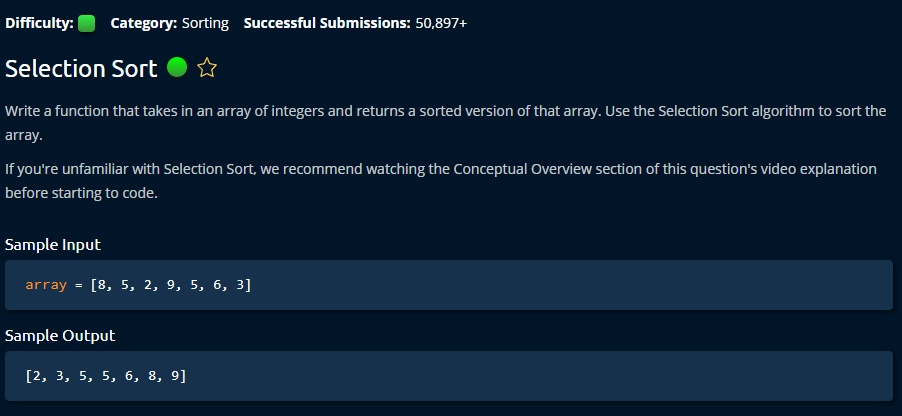 Difficulty: Category: Sorting Successful Submissions: 50,897+
Selection Sort
Write a function that takes in an array of integers and returns a sorted version of that array. Use the Selection Sort algorithm to sort the
array.
If you're unfamiliar with Selection Sort, we recommend watching the Conceptual Overview section of this question's video explanation
before starting to code.
Sample Input
array = [8, 5, 2, 9, 5, 6, 3]
Sample Output
[2, 3, 5, 5, 6, 8, 9]